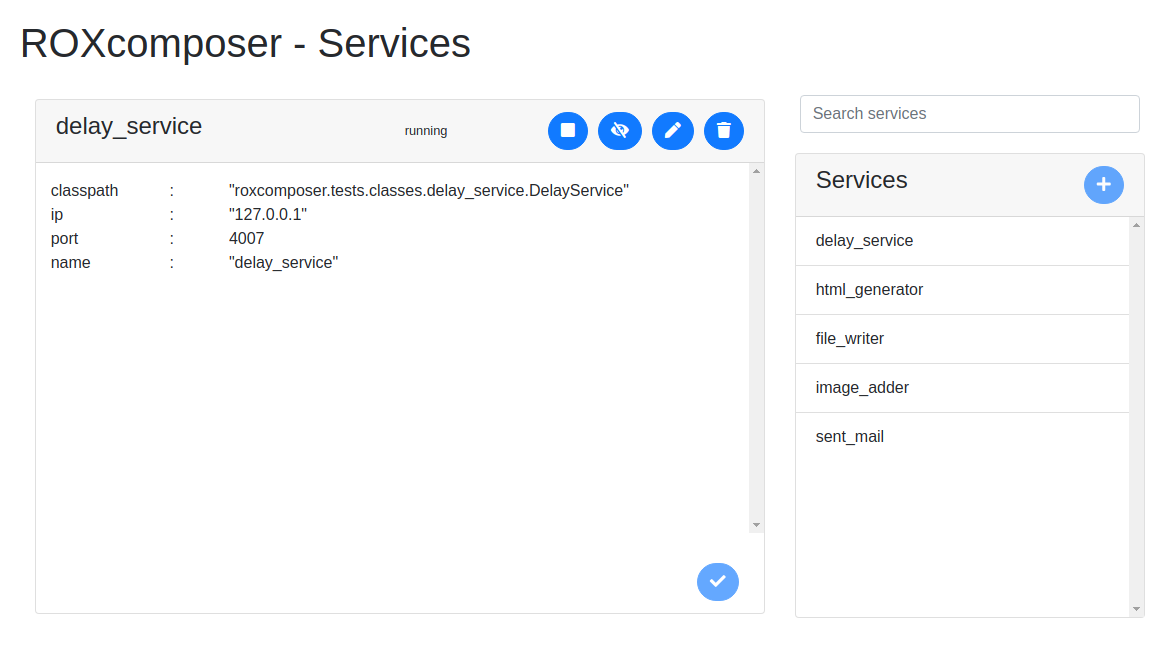 ROXcomposer - Services
delay_service
running
classpath : "roxcomposer.tests.classes.delay_service.DelayService"
ip : "127.0.0.1"
port : 4007
name : "delay_service"
Search services
Services
delay_service
html_generator
file_writer
image_adder
sent_mail